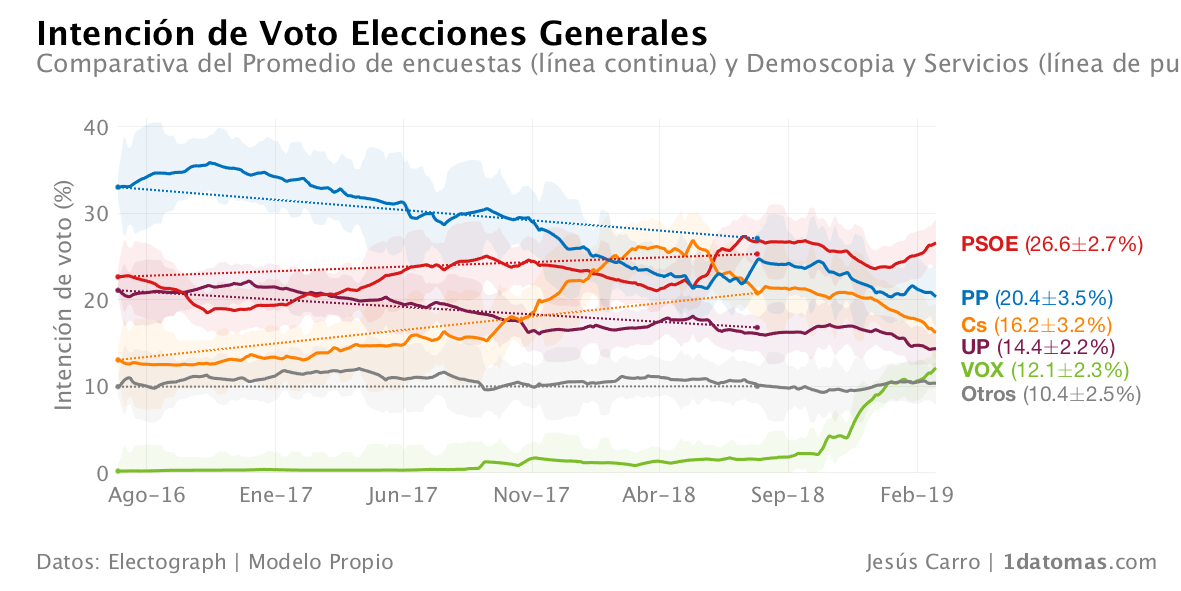 Intención de Voto Elecciones Generales
Comparativa del Promedio de encuestas (línea continua) y Demoscopia y Servicios (línea de pu
Intención de voto (%)
40
30
20
10
0
Ago-16 Ene-17 Jun-17 Nov-17 Abr-18 Sep-18 Feb-19
PSOE (26.6±2.7%)
PP (20.4±3.5%)
Cs (16.2±3.2%)
UP (14.4±2.2%)
VOX (12.1±2.3%)
Otros (10.4±2.5%)
Datos: Electograph | Modelo Propio
Jesús Carro | 1datomas.com